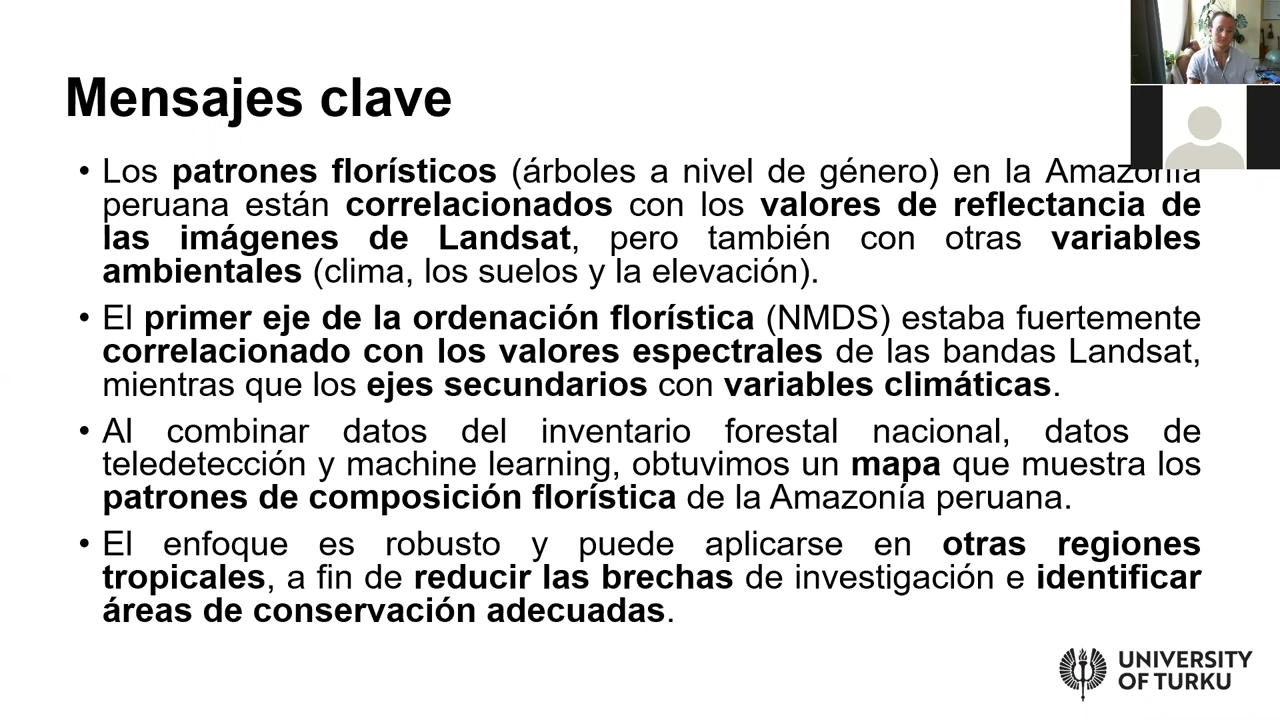 Mensajes clave
• Los patrones florísticos (árboles a nivel de género) en la Amazonía
peruana están correlacionados con los valores de reflectancia de
las imágenes de Landsat, pero también con otras variables
ambientales (clima, los suelos y la elevación).
• El primer eje de la ordenación florística (NMDS) estaba fuertemente
correlacionado con los valores espectrales de las bandas Landsat,
mientras que los ejes secundarios con variables climáticas.
• Al combinar datos del inventario forestal nacional, datos de
teledetección y machine learning, obtuvimos un mapa que muestra los
patrones de composición florística de la Amazonía peruana.
• El enfoque es robusto y puede aplicarse en otras regiones
tropicales, a fin de reducir las brechas de investigación e identificar
áreas de conservación adecuadas.
UNIVERSITY
OF TURKU